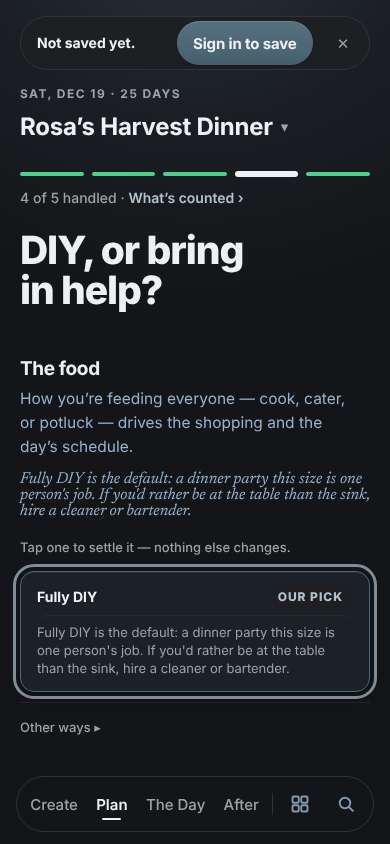 Not saved yet.
Sign in to save
×
SAT, DEC 19 · 25 DAYS
Rosa’s Harvest Dinner ▾
4 of 5 handled · What’s counted ›
DIY, or bring
in help?
The food
How you’re feeding everyone — cook, cater,
or potluck — drives the shopping and the
day’s schedule.
Fully DIY is the default: a dinner party this size is one
person's job. If you'd rather be at the table than the sink,
hire a cleaner or bartender.
Tap one to settle it — nothing else changes.
Fully DIY
OUR PICK
Fully DIY is the default: a dinner party this size is
one person's job. If you'd rather be at the table
than the sink, hire a cleaner or bartender.
Other ways ▸
Create
Plan
The Day
After